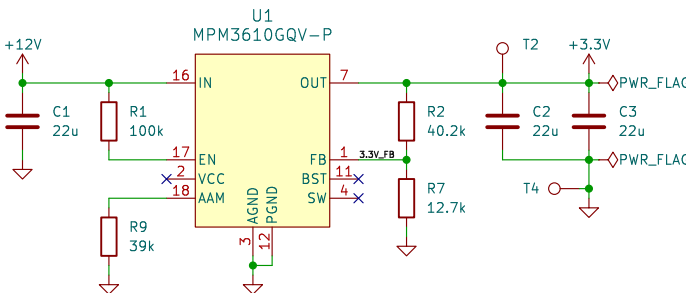 U1
MPM3610GQV-P
+12V
T2
+3.3V
16 IN
OUT 7
PWR_FLAG
C1
22u
R1
100k
R2
40.2k
C2
22u
C3
22u
17 EN
FB 1
3.3V_FB
PWR_FLAG
2 VCC
BST 11
18 AAM
SW 4
T4
R7
12.7k
AGND
PGND
3
12
R9
39k